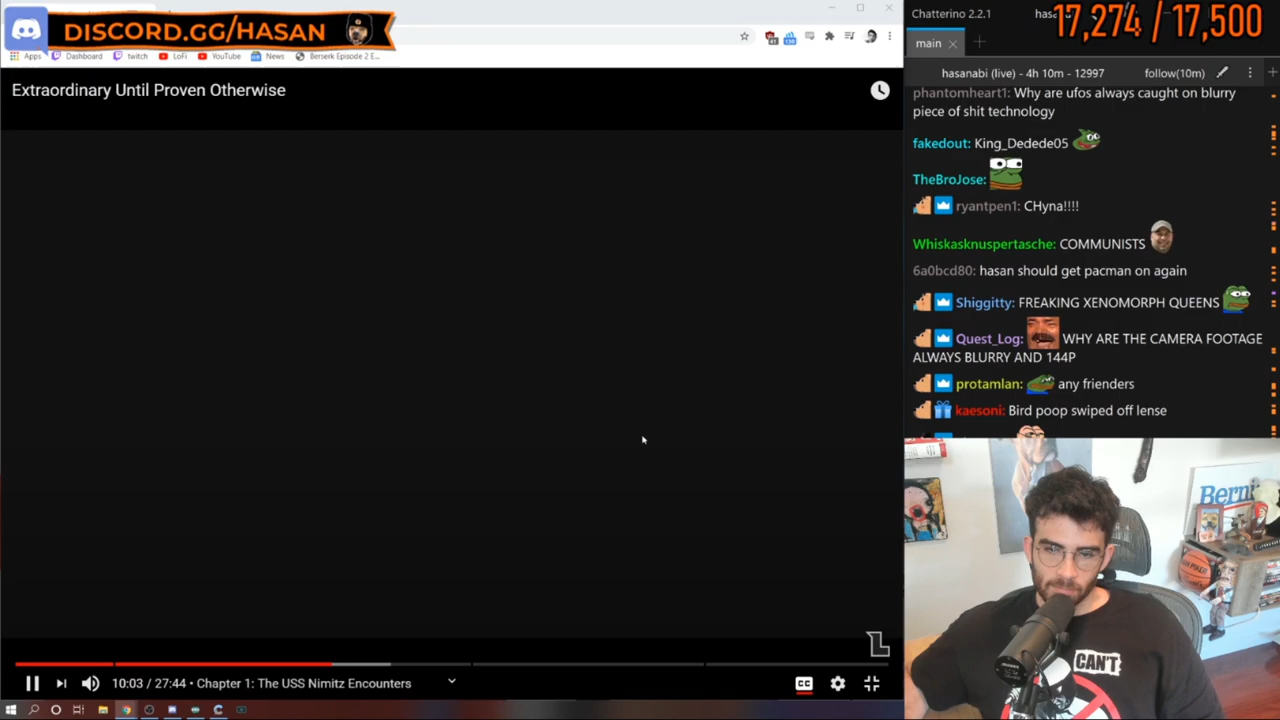 DISCORD.GG/HASAN
Apps Dashboard twitch LoFi YouTube News Berserk Episode 2 E...
Extraordinary Until Proven Otherwise
10:03 / 27:44 • Chapter 1: The USS Nimitz Encounters
CC
Chatterino 2.2.1
17,274 / 17,500
main
hasanabi (live) - 4h 10m - 12997 follow(10m)
phantomheart1: Why are ufos always caught on blurry
piece of shit technology
fakedout: King_Dedede05
TheBroJose:
ryantpen1: CHyna!!!!
Whiskasknuspertasche: COMMUNISTS
6a0bcd80: hasan should get pacman on again
Shiggitty: FREAKING XENOMORPH QUEENS
Quest_Log: WHY ARE THE CAMERA FOOTAGE
ALWAYS BLURRY AND 144P
protamlan: any frienders
kaesoni: Bird poop swiped off lense
Berni
CAN'T